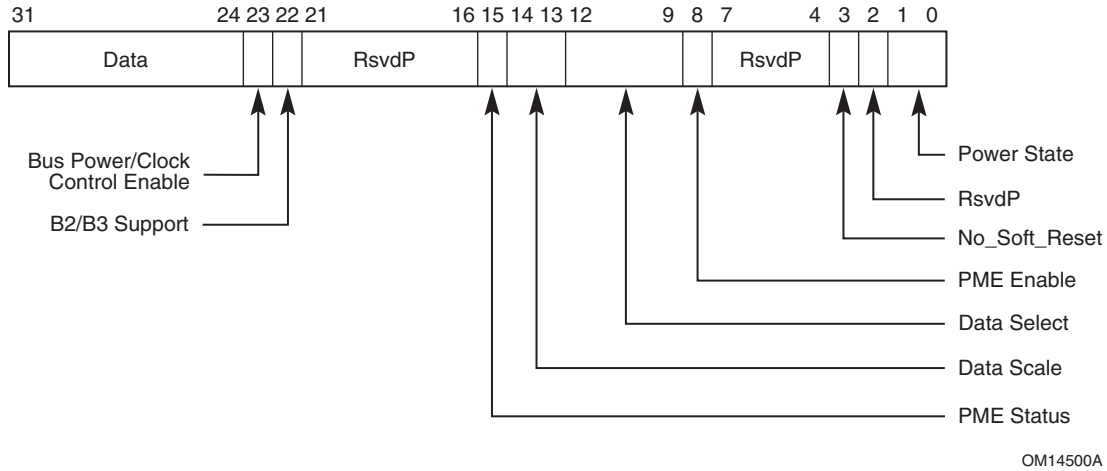 31 24 23 22 21 16 15 14 13 12 9 8 7 4 3 2 1 0
Data RsvdP RsvdP
Bus Power/Clock
Control Enable
B2/B3 Support
Power State
RsvdP
No_Soft_Reset
PME Enable
Data Select
Data Scale
PME Status
OM14500A